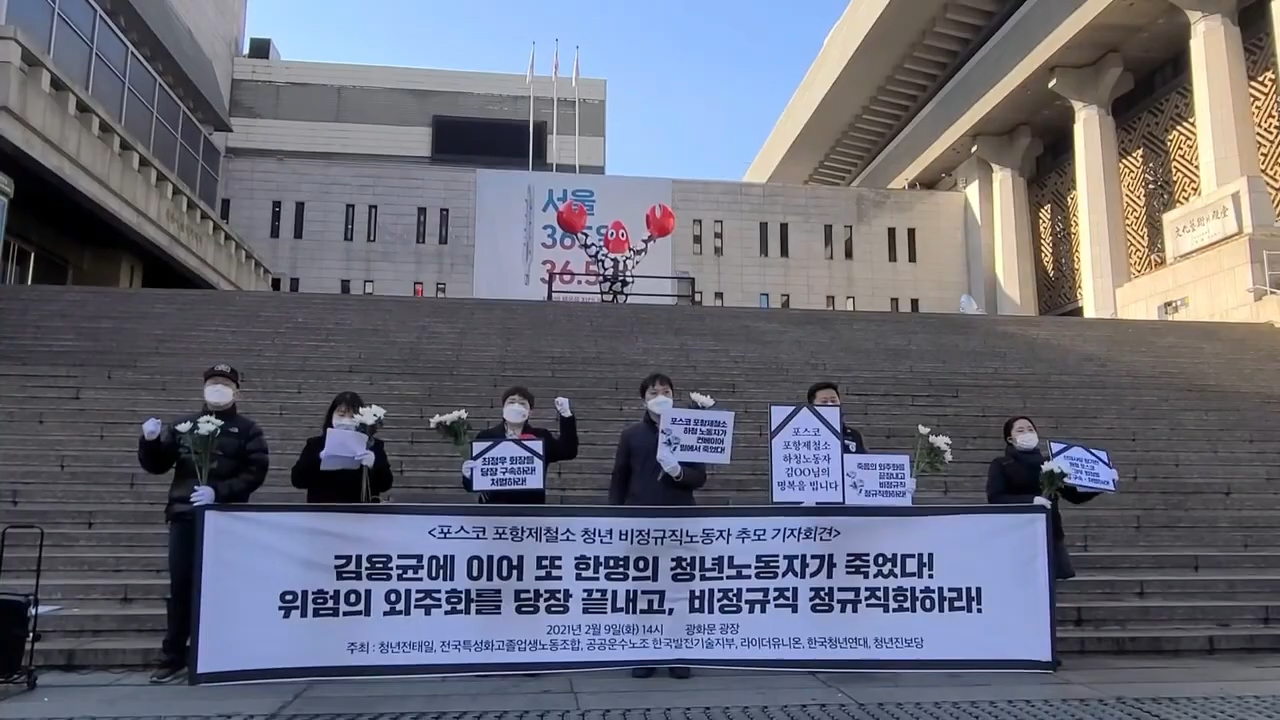 서울
36.5
최정우 회장을
당장 구속하라!
처벌하라!
포스코 포항제철소
하청 노동자가
컨베이어
벨에서 죽었다!
포스코
포항제철소
하청노동자
김OO님의
명복을 빕니다
죽음의 외주화를
끝장내고
비정규직
정규직화하라!
<포스코 포항제철소 청년 비정규직노동자 추모 기자회견>
김용균에 이어 또 한명의 청년노동자가 죽었다!
위험의 외주화를 당장 끝내고, 비정규직 정규직화하라!
2021년 2월 9일(화) 14시 광화문 광장
주최 : 청년전태일, 전국특성화고졸업생노동조합, 공공운수노조 한국발전기술지부, 라이더유니온, 한국청년연대, 청년진보당